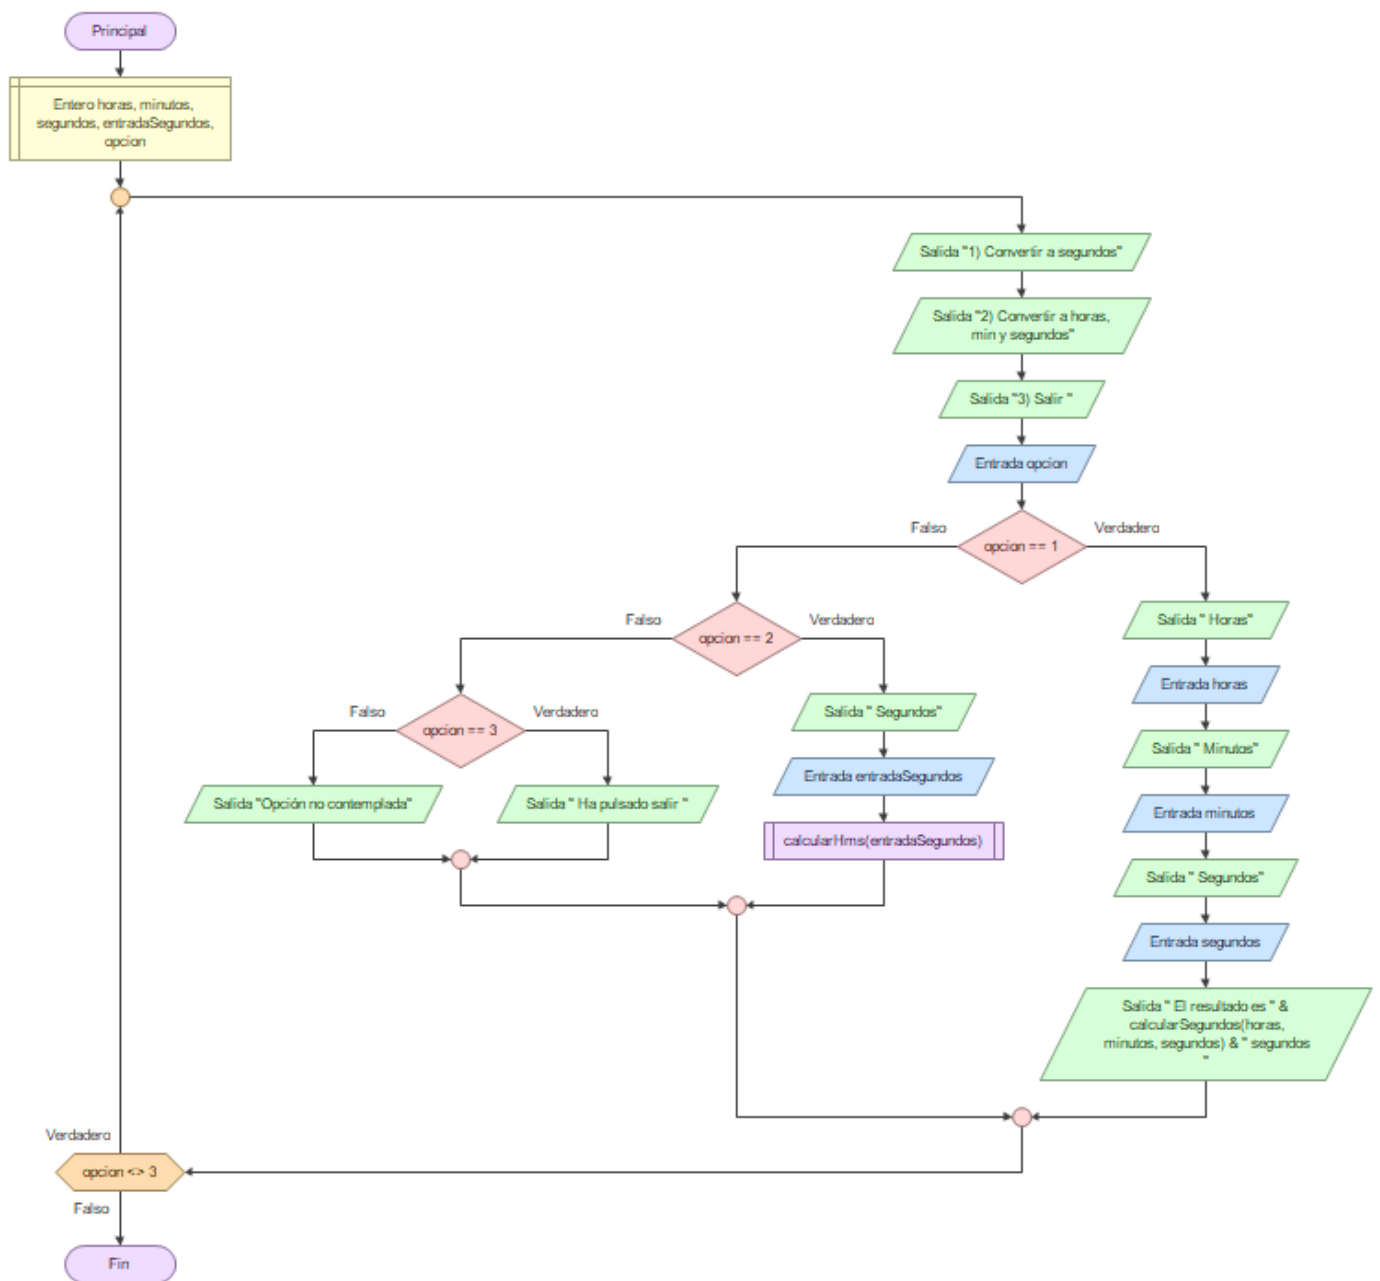 Principal
Entero horas, minutos,
segundos, entradaSegundos,
opcion
Salida "1) Convertir a segundos"
Salida "2) Convertir a horas,
min y segundos"
Salida "3) Salir "
Entrada opcion
Falso
Verdadero
opcion == 1
Falso
Verdadero
opcion == 2
Salida " Horas"
Entrada horas
Falso
Verdadero
opcion == 3
Salida " Segundos"
Salida " Minutos"
Salida "Opción no contemplada"
Salida " Ha pulsado salir "
Entrada entradaSegundos
Entrada minutos
calcularHms(entradaSegundos)
Salida " Segundos"
Entrada segundos
Salida " El resultado es " &
calcularSegundos(horas,
minutos, segundos) & " segundos
"
Verdadero
opcion <> 3
Falso
Fin